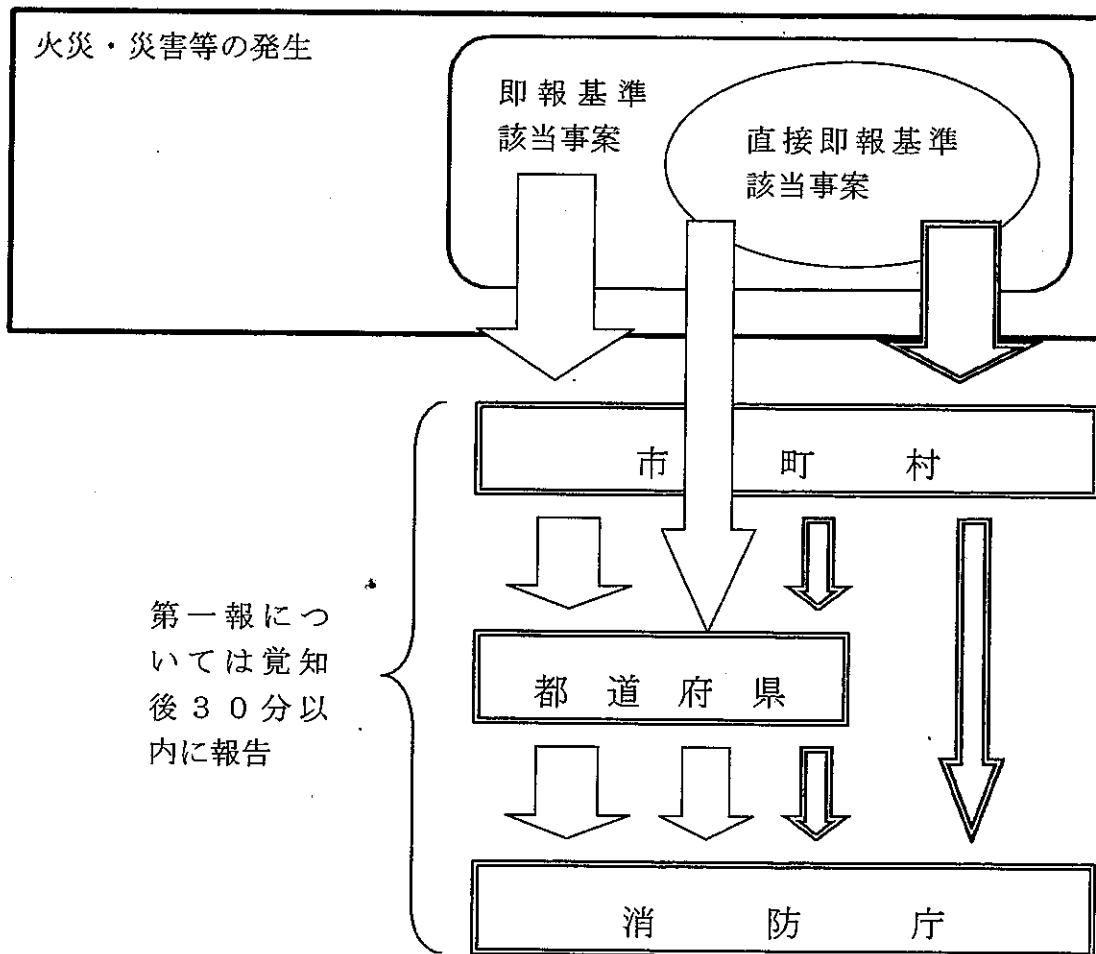 火災・災害等の発生
即報基準
該当事案
直接即報基準
該当事案
市町村
第一報につ
いては覚知
後３０分以
内に報告
都道府県
消防庁